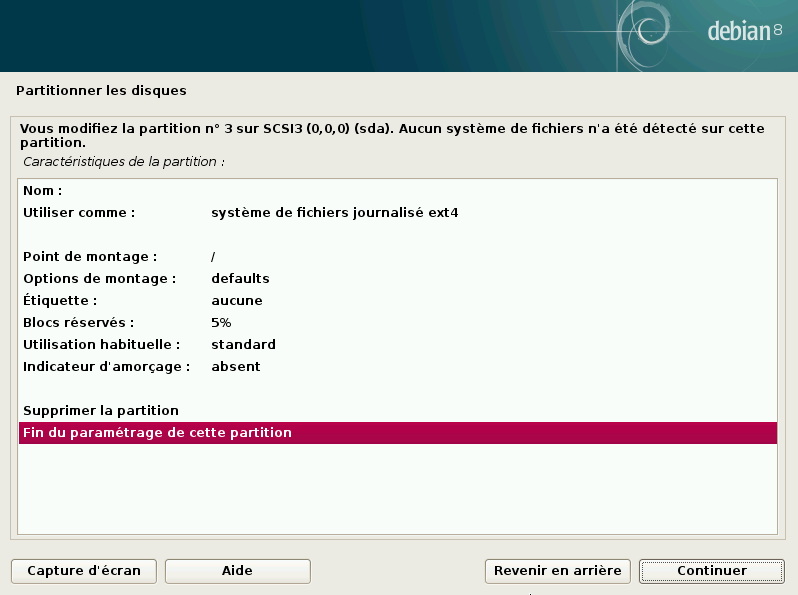 debian 8
Partitionner les disques
Vous modifiez la partition n° 3 sur SCSI3 (0,0,0) (sda). Aucun système de fichiers n'a été détecté sur cette
partition.
Caractéristiques de la partition :
Nom :
Utiliser comme : système de fichiers journalisé ext4
Point de montage : /
Options de montage : defaults
Étiquette : aucune
Blocs réservés : 5%
Utilisation habituelle : standard
Indicateur d'amorçage : absent
Supprimer la partition
Fin du paramétrage de cette partition
Capture d'écran Aide Revenir en arrière Continuer